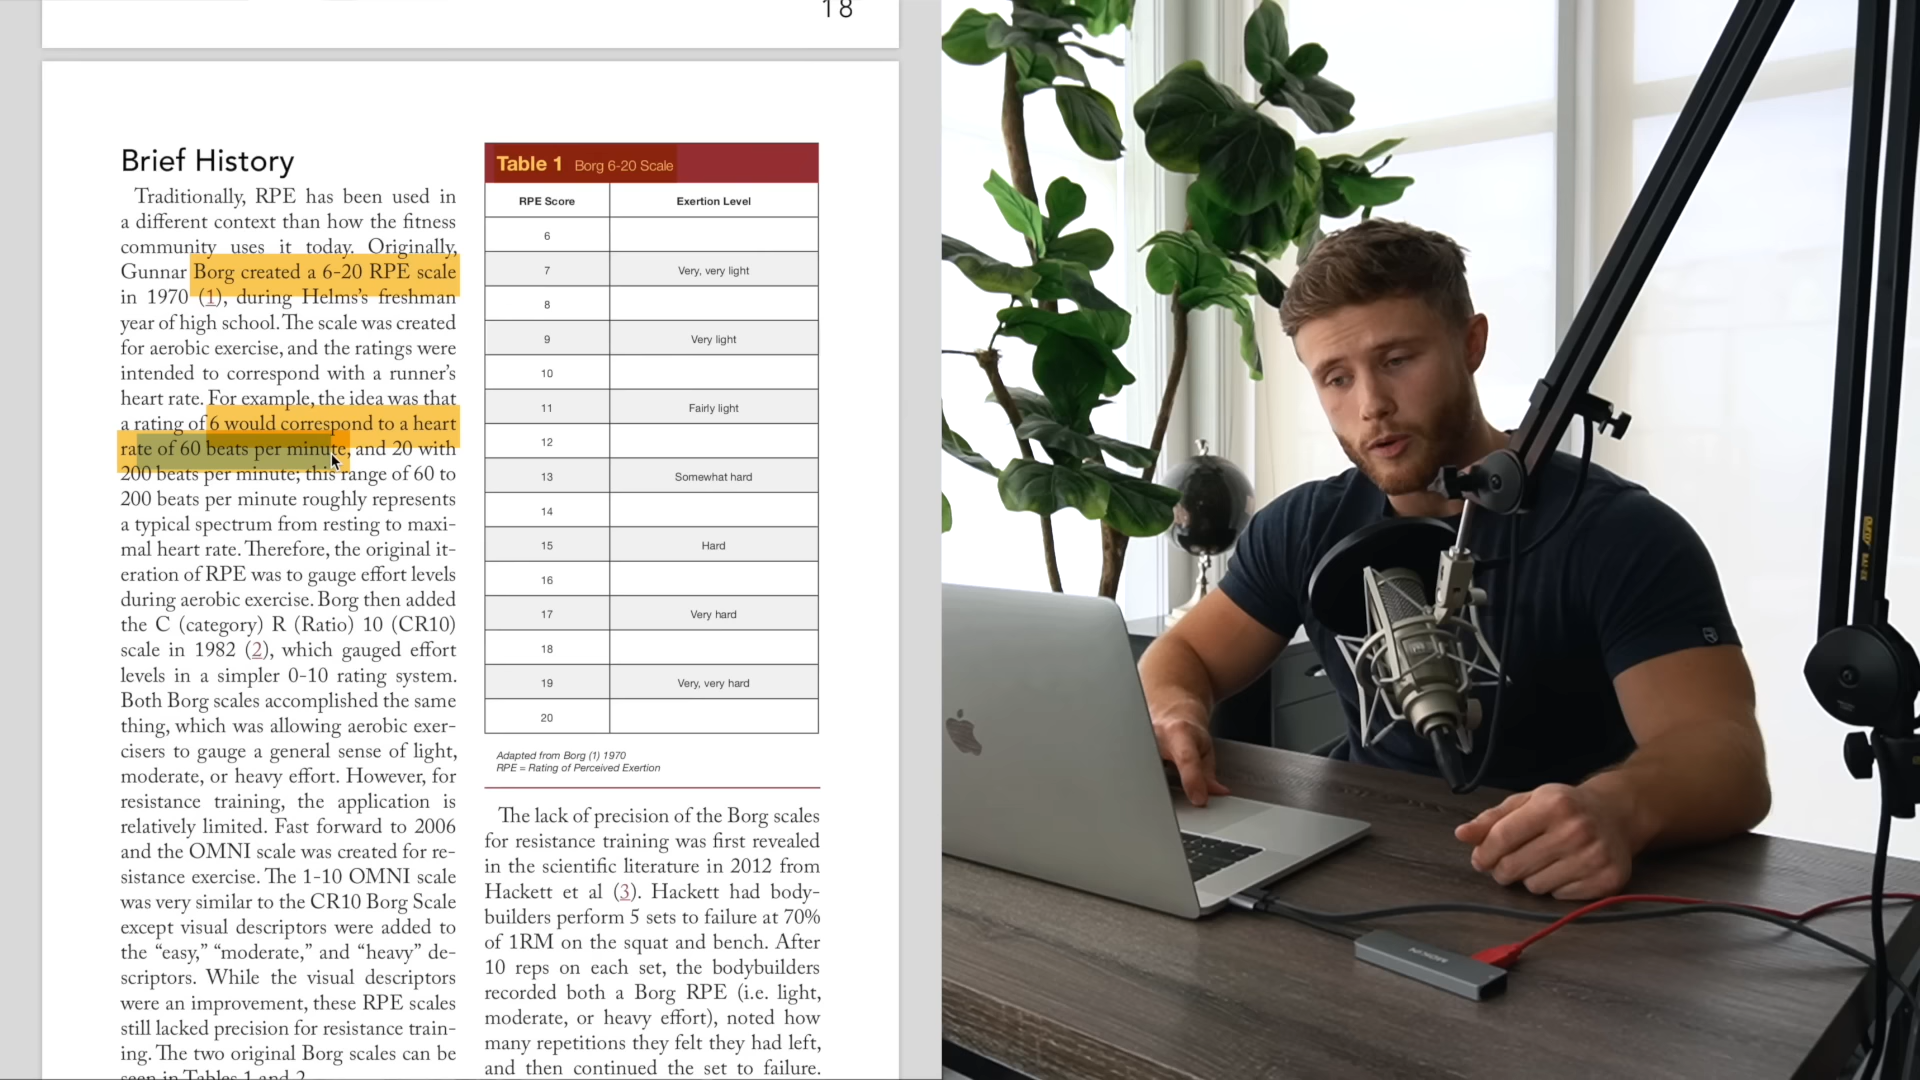 18
Brief History
Traditionally, RPE has been used in
a different context than how the fitness
community uses it today. Originally,
Gunnar Borg created a 6-20 RPE scale
in 1970 (1), during Helms's freshman
year of high school. The scale was created
for aerobic exercise, and the ratings were
intended to correspond with a runner's
heart rate. For example, the idea was that
a rating of 6 would correspond to a heart
rate of 60 beats per minute, and 20 with
200 beats per minute; this range of 60 to
200 beats per minute roughly represents
a typical spectrum from resting to maxi-
mal heart rate. Therefore, the original it-
eration of RPE was to gauge effort levels
during aerobic exercise. Borg then added
the C (category) R (Ratio) 10 (CR10)
scale in 1982 (2), which gauged effort
levels in a simpler 0-10 rating system.
Both Borg scales accomplished the same
thing, which was allowing aerobic exer-
cisers to gauge a general sense of light,
moderate, or heavy effort. However, for
resistance training, the application is
relatively limited. Fast forward to 2006
and the OMNI scale was created for re-
sistance exercise. The 1-10 OMNI scale
was very similar to the CR10 Borg Scale
except visual descriptors were added to
the “easy,” “moderate,” and “heavy” de-
scriptors. While the visual descriptors
were an improvement, these RPE scales
still lacked precision for resistance train-
ing. The two original Borg scales can be
seen in Tables 1 and 2.
Table 1 Borg 6-20 Scale
RPE Score Exertion Level
6
7 Very, very light
8
9 Very light
10
11 Fairly light
12
13 Somewhat hard
14
15 Hard
16
17 Very hard
18
19 Very, very hard
20
Adapted from Borg (1) 1970
RPE = Rating of Perceived Exertion
The lack of precision of the Borg scales
for resistance training was first revealed
in the scientific literature in 2012 from
Hackett et al (3). Hackett had body-
builders perform 5 sets to failure at 70%
of 1RM on the squat and bench. After
10 reps on each set, the bodybuilders
recorded both a Borg RPE (i.e. light,
moderate, or heavy effort), noted how
many repetitions they felt they had left,
and then continued the set to failure.